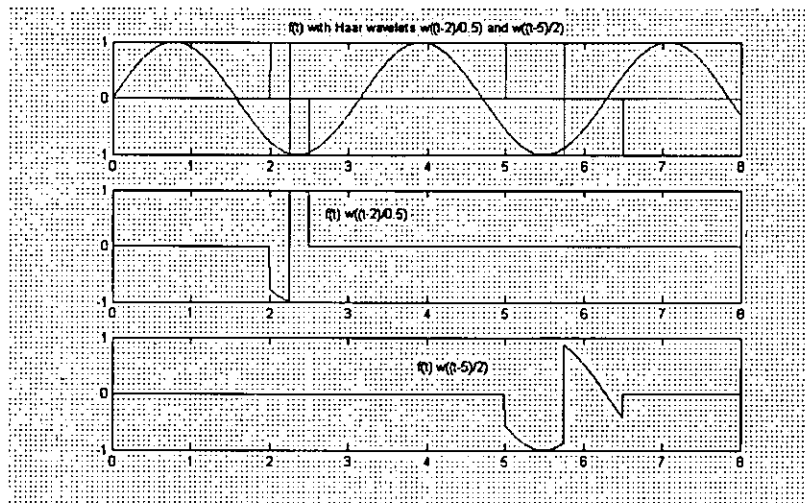 f(t) with Haar wavelets w((t-2)/0.5) and w((t-5)/2)
1
0
-1
0 1 2 3 4 5 6 7 8
1
f(t) w((t-2)/0.5)
0
-1
0 1 2 3 4 5 6 7 8
1
f(t) w((t-5)/2)
0
-1
0 1 2 3 4 5 6 7 8